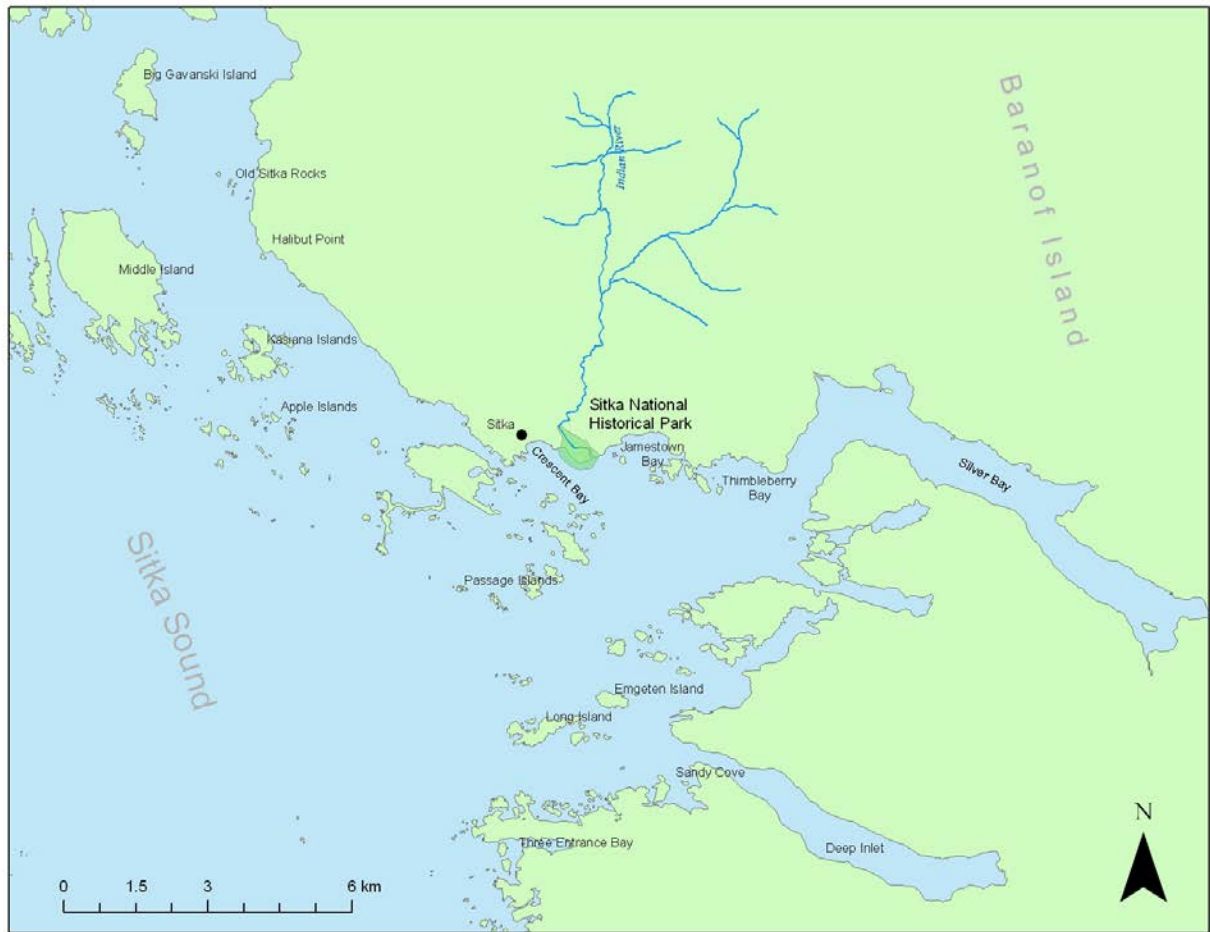 Big Gavanski Island
Baranof Island
Indian River
Old Sitka Rocks
Halibut Point
Middle Island
Kasiana Islands
Apple Islands
Sitka National
Historical Park
Sitka
Jamestown
Bay
Crescent Bay
Thimbleberry
Bay
Silver Bay
Sitka Sound
Passage Islands
Emgeten Island
Long Island
Sandy Cove
Three Entrance Bay
Deep Inlet
N
0 1.5 3 6 km